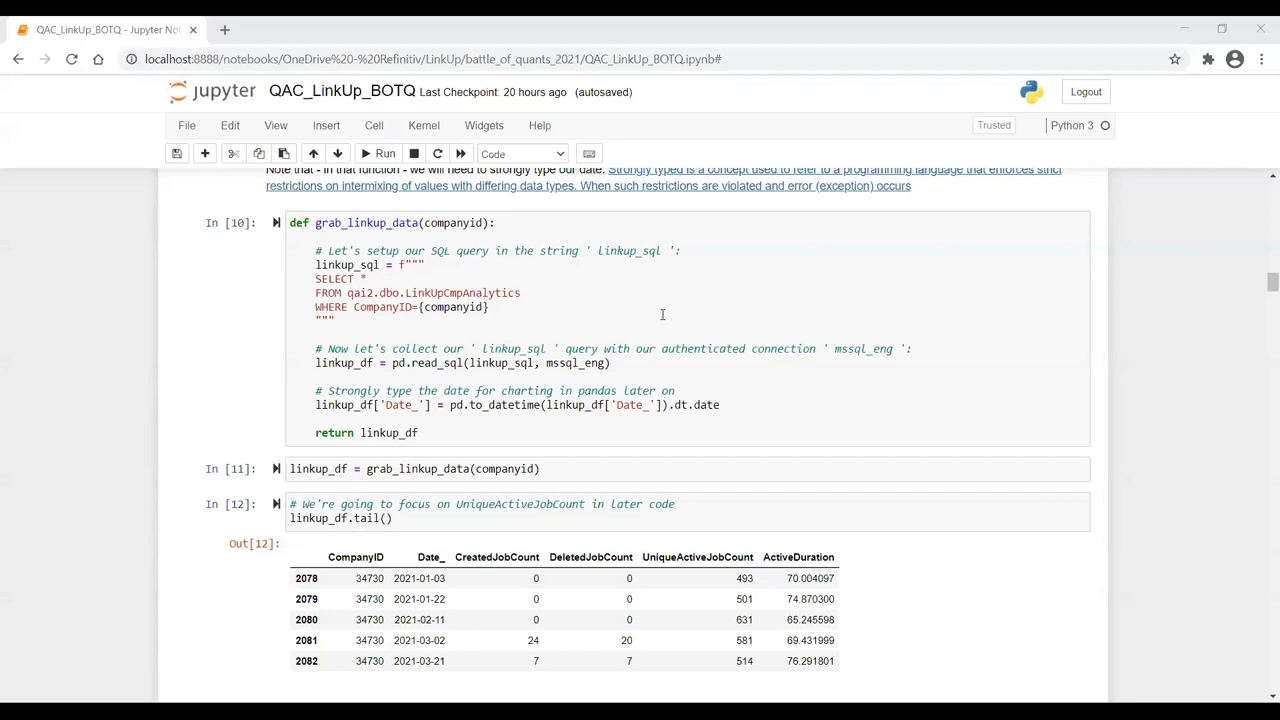 QAC_LinkUp_BOTQ - Jupyter Not
localhost:8888/notebooks/OneDrive%20-%20Refinitiv/LinkUp/battle_of_quants_2021/QAC_LinkUp_BOTQ.ipynb#
jupyter QAC_LinkUp_BOTQ Last Checkpoint: 20 hours ago (autosaved) Logout
File Edit View Insert Cell Kernel Widgets Help Trusted Python 3
Run Code
Note that - in that function - we will need to strongly type our date. Strongly typed is a concept used to refer to a programming language that enforces strict
restrictions on intermixing of values with differing data types. When such restrictions are violated and error (exception) occurs
In [10]: def grab_linkup_data(companyid):
# Let's setup our SQL query in the string ' linkup_sql ':
linkup_sql = f"""
SELECT *
FROM qai2.dbo.LinkUpCmpAnalytics
WHERE CompanyID={companyid}
"""
# Now let's collect our ' linkup_sql ' query with our authenticated connection ' mssql_eng ':
linkup_df = pd.read_sql(linkup_sql, mssql_eng)
# Strongly type the date for charting in pandas later on
linkup_df['Date_'] = pd.to_datetime(linkup_df['Date_']).dt.date
return linkup_df
In [11]: linkup_df = grab_linkup_data(companyid)
In [12]: # We're going to focus on UniqueActiveJobCount in later code
linkup_df.tail()
Out[12]:
CompanyID Date_ CreatedJobCount DeletedJobCount UniqueActiveJobCount ActiveDuration
2078 34730 2021-01-03 0 0 493 70.004097
2079 34730 2021-01-22 0 0 501 74.870300
2080 34730 2021-02-11 0 0 631 65.245598
2081 34730 2021-03-02 24 20 581 69.431999
2082 34730 2021-03-21 7 7 514 76.291801